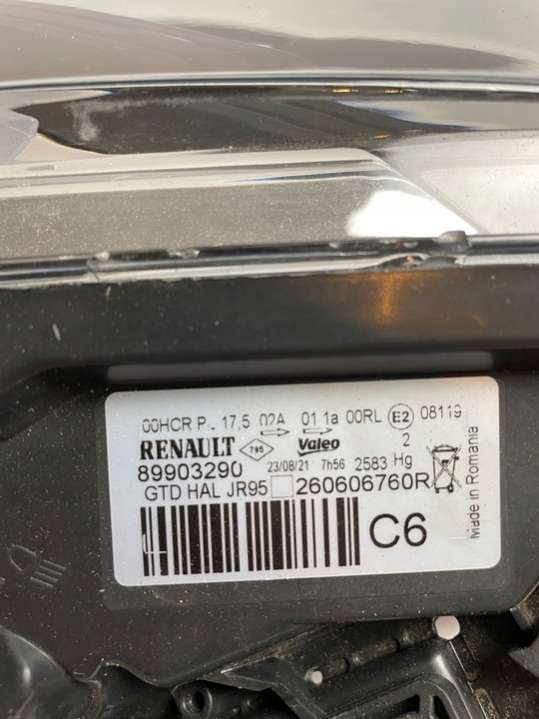 00HCR P. 17,5 02A 01 1a 00RL E2 08119
RENAULT 795 Valeo 2
89903290 23/08/21 7h56 2583 Hg
GTD HAL JR95 260606760R
C6
Made in Romania